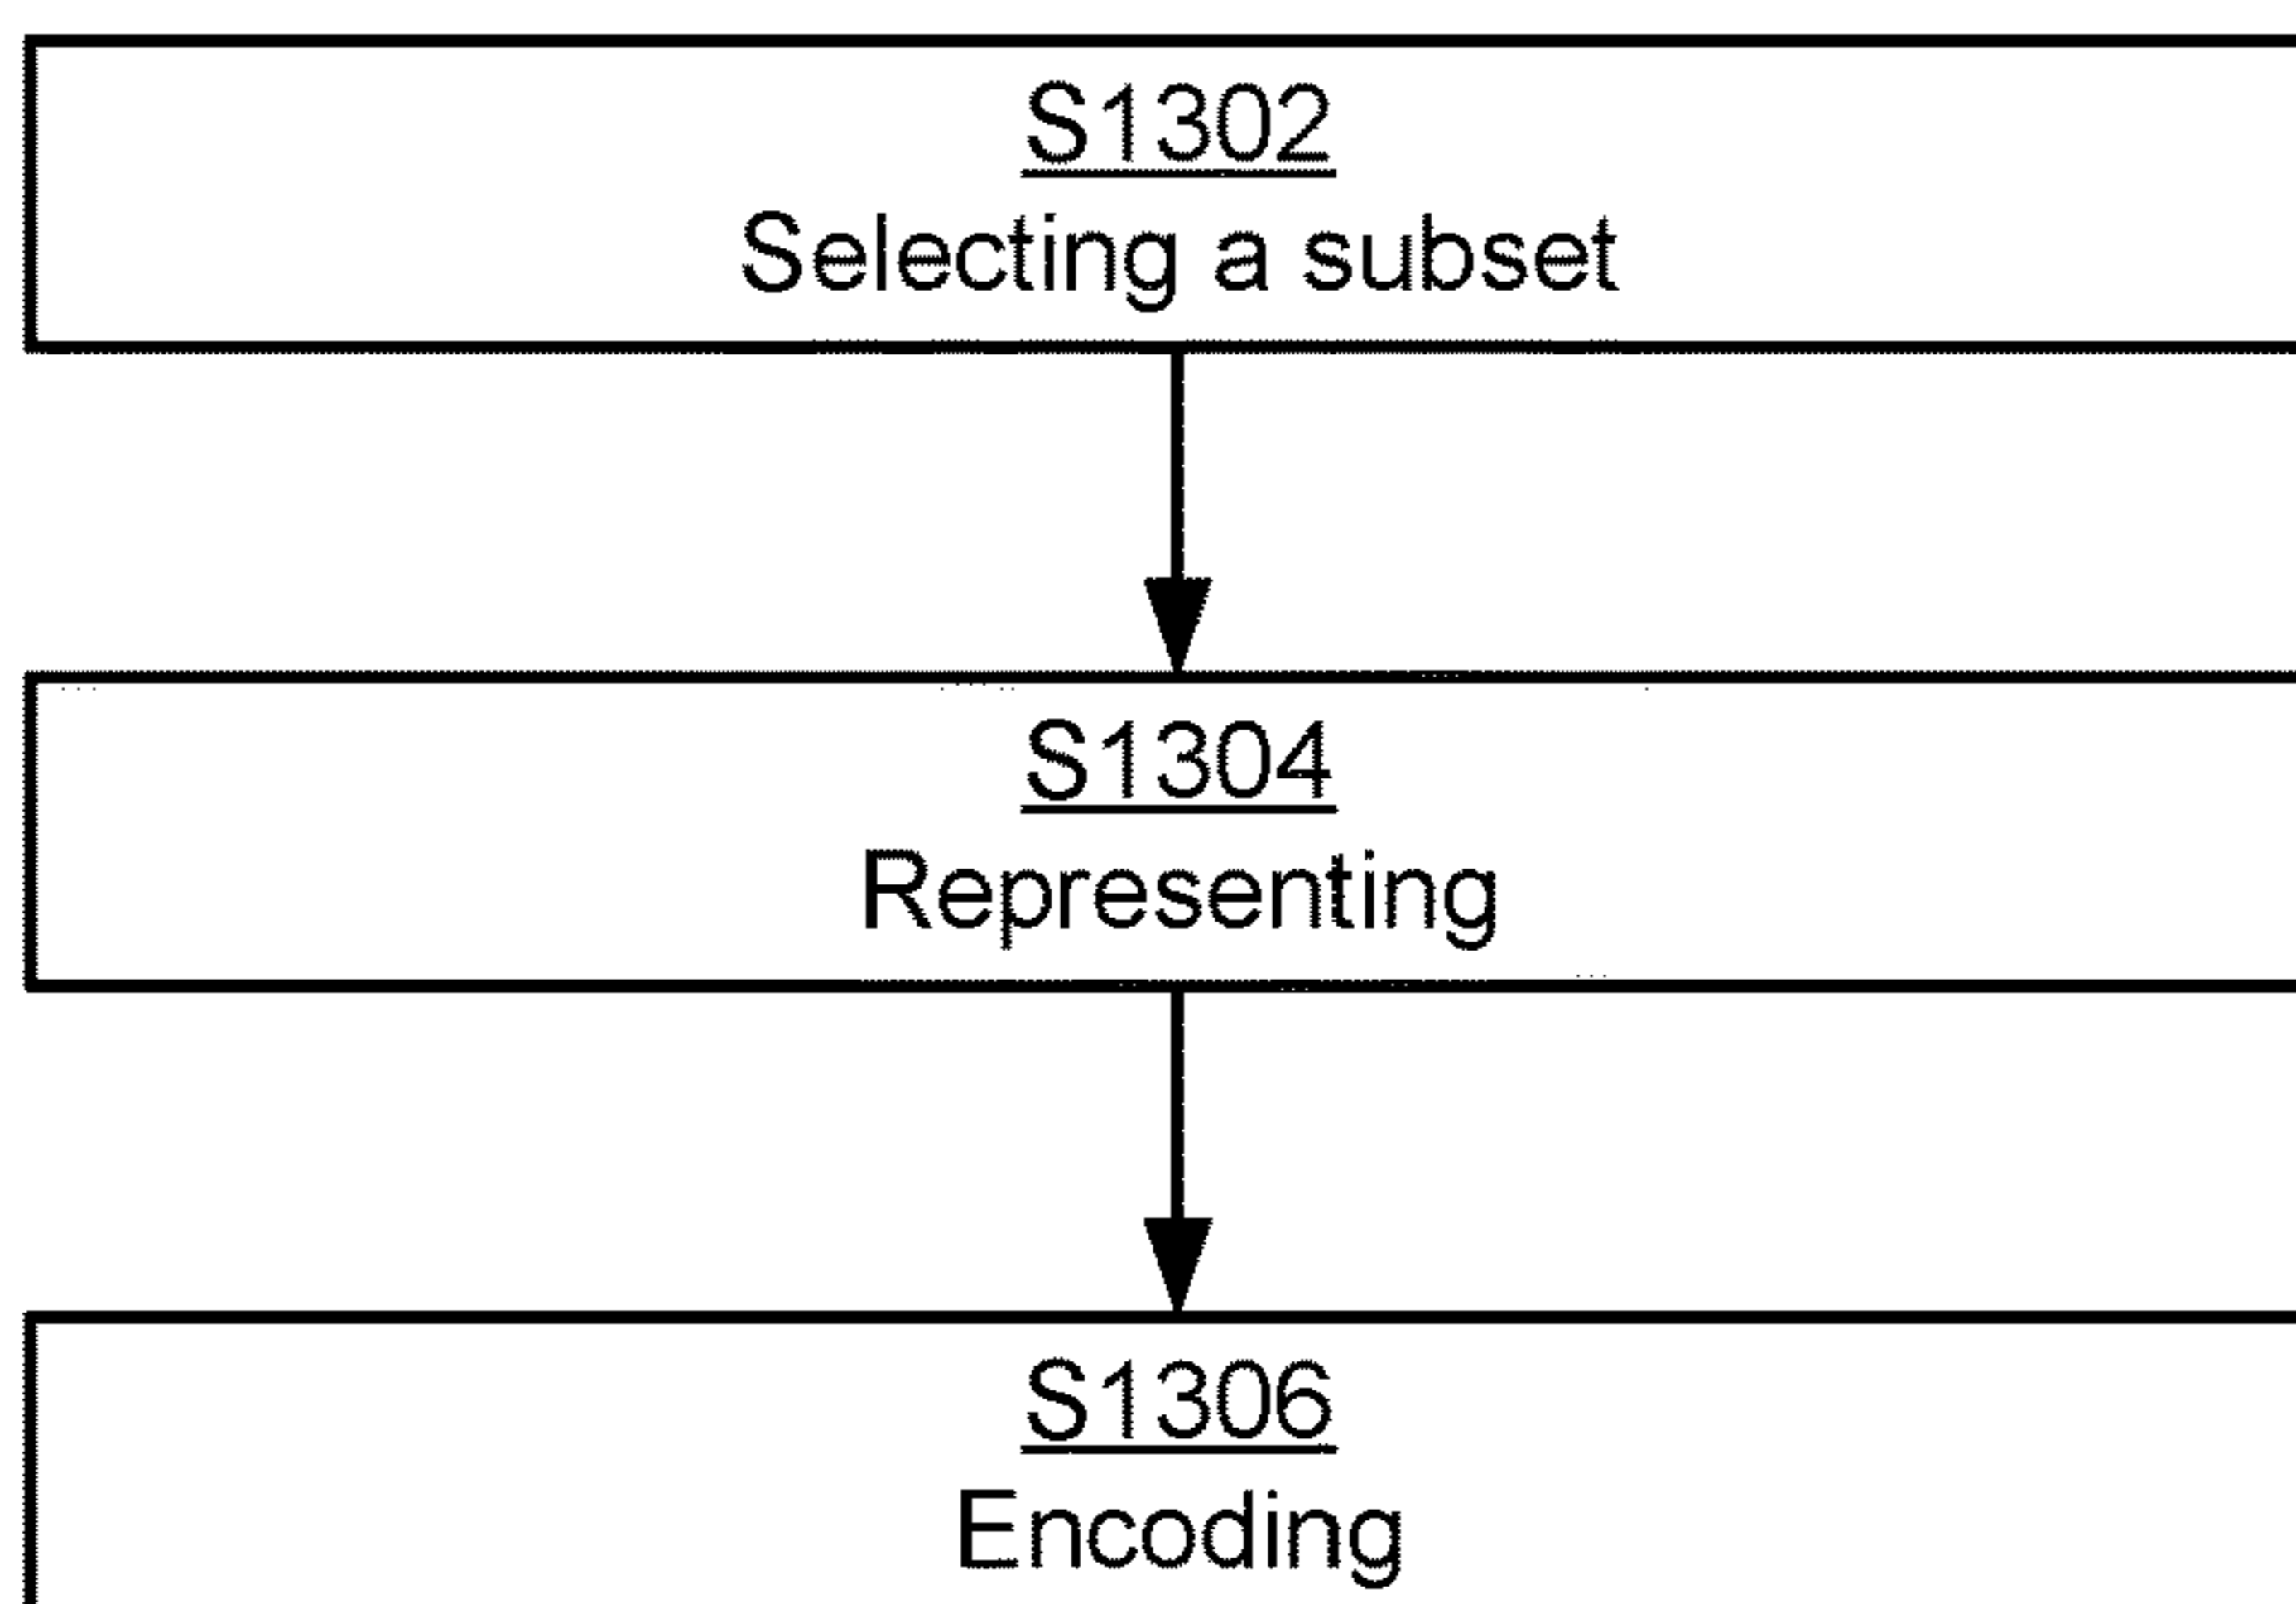 S1302
Selecting a subset
S1304
Representing
S1306
Encoding